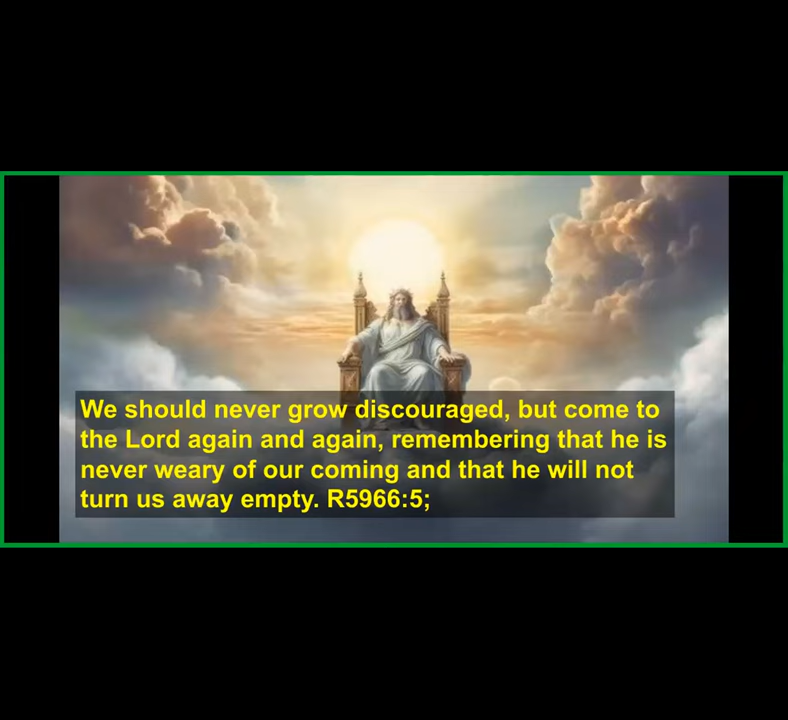 We should never grow discouraged, but come to
the Lord again and again, remembering that he is
never weary of our coming and that he will not
turn us away empty. R5966:5;